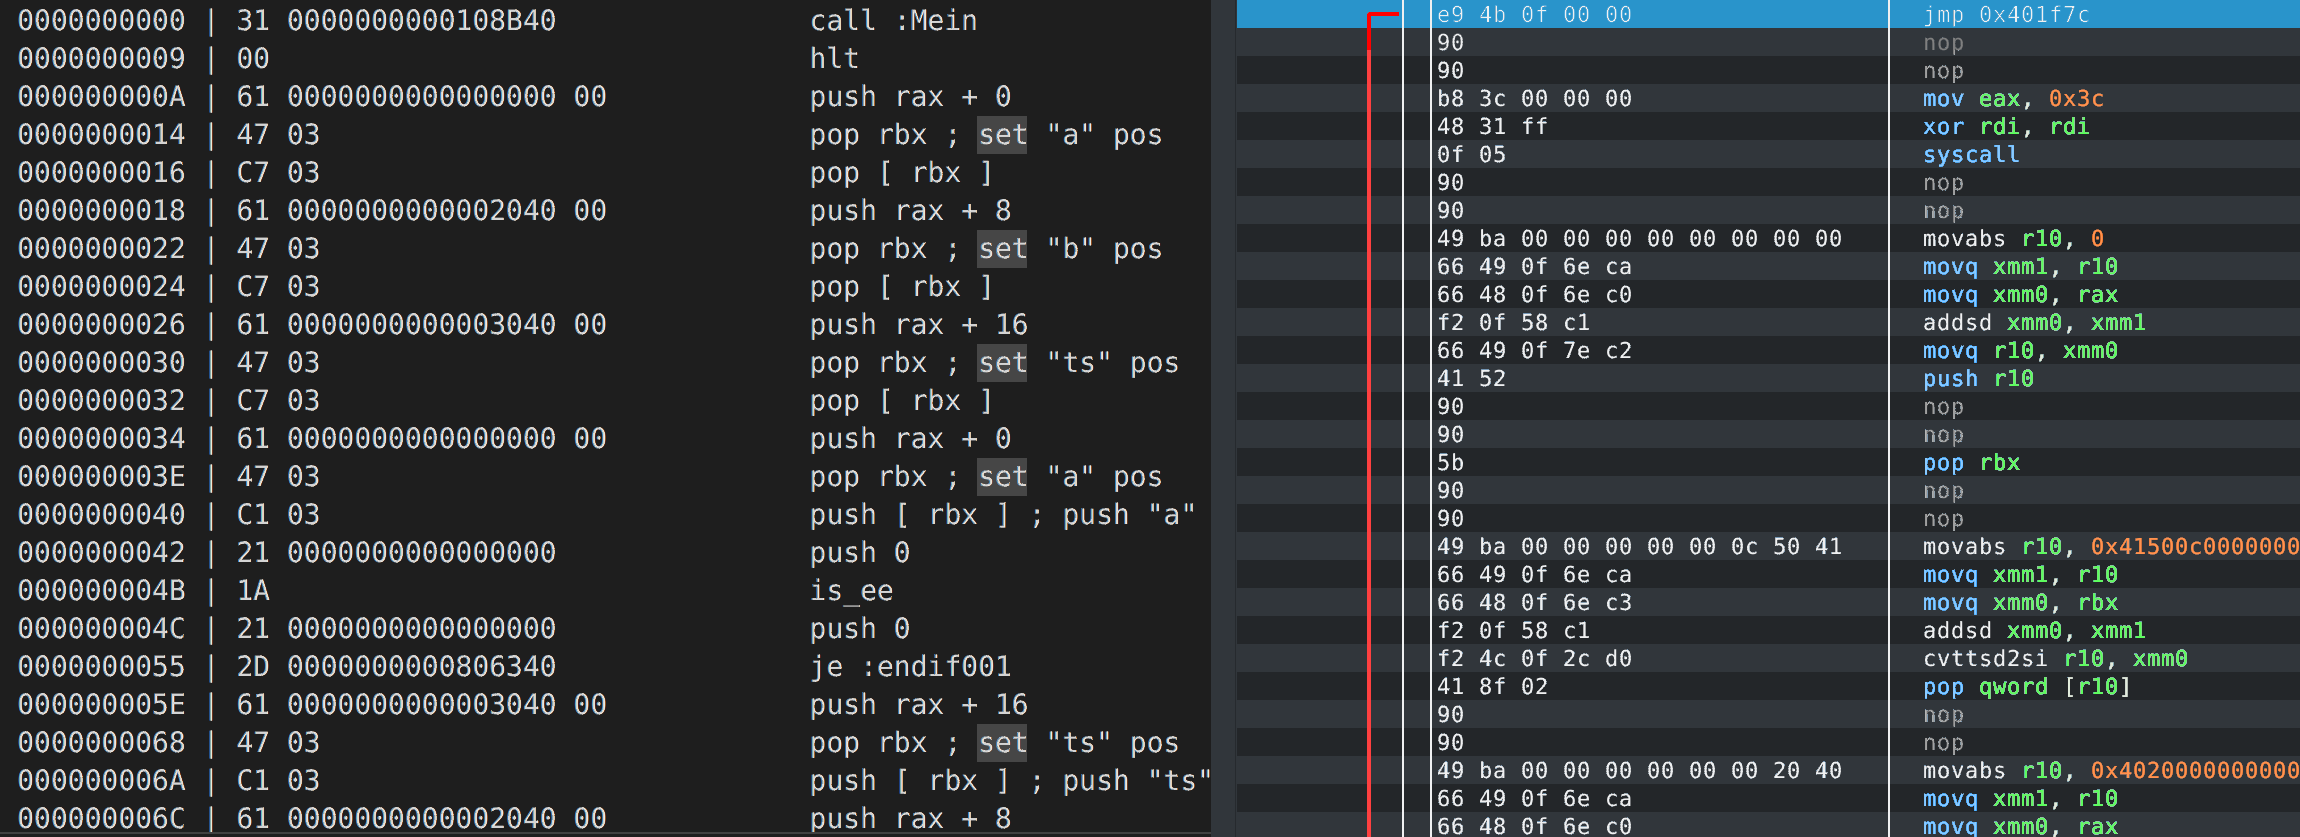 0000000000 | 31 0000000000108B40 call :Mein
0000000009 | 00 hlt
000000000A | 61 0000000000000000 00 push rax + 0
0000000014 | 47 03 pop rbx ; set "a" pos
0000000016 | C7 03 pop [ rbx ]
0000000018 | 61 0000000000002040 00 push rax + 8
0000000022 | 47 03 pop rbx ; set "b" pos
0000000024 | C7 03 pop [ rbx ]
0000000026 | 61 0000000000003040 00 push rax + 16
0000000030 | 47 03 pop rbx ; set "ts" pos
0000000032 | C7 03 pop [ rbx ]
0000000034 | 61 0000000000000000 00 push rax + 0
000000003E | 47 03 pop rbx ; set "a" pos
0000000040 | C1 03 push [ rbx ] ; push "a"
0000000042 | 21 0000000000000000 push 0
000000004B | 1A is_ee
000000004C | 21 0000000000000000 push 0
0000000055 | 2D 0000000000806340 je :endif001
000000005E | 61 0000000000003040 00 push rax + 16
0000000068 | 47 03 pop rbx ; set "ts" pos
000000006A | C1 03 push [ rbx ] ; push "ts"
000000006C | 61 0000000000002040 00 push rax + 8
e9 4b 0f 00 00 jmp 0x401f7c
90 nop
90 nop
b8 3c 00 00 00 mov eax, 0x3c
48 31 ff xor rdi, rdi
0f 05 syscall
90 nop
90 nop
49 ba 00 00 00 00 00 00 00 00 movabs r10, 0
66 49 0f 6e ca movq xmm1, r10
66 48 0f 6e c0 movq xmm0, rax
f2 0f 58 c1 addsd xmm0, xmm1
66 49 0f 7e c2 movq r10, xmm0
41 52 push r10
90 nop
90 nop
5b pop rbx
90 nop
90 nop
49 ba 00 00 00 00 00 0c 50 41 movabs r10, 0x41500c0000000
66 49 0f 6e ca movq xmm1, r10
66 48 0f 6e c3 movq xmm0, rbx
f2 0f 58 c1 addsd xmm0, xmm1
f2 4c 0f 2c d0 cvttsd2si r10, xmm0
41 8f 02 pop qword [r10]
90 nop
90 nop
49 ba 00 00 00 00 00 00 20 40 movabs r10, 0x4020000000000
66 49 0f 6e ca movq xmm1, r10
66 48 0f 6e c0 movq xmm0, rax